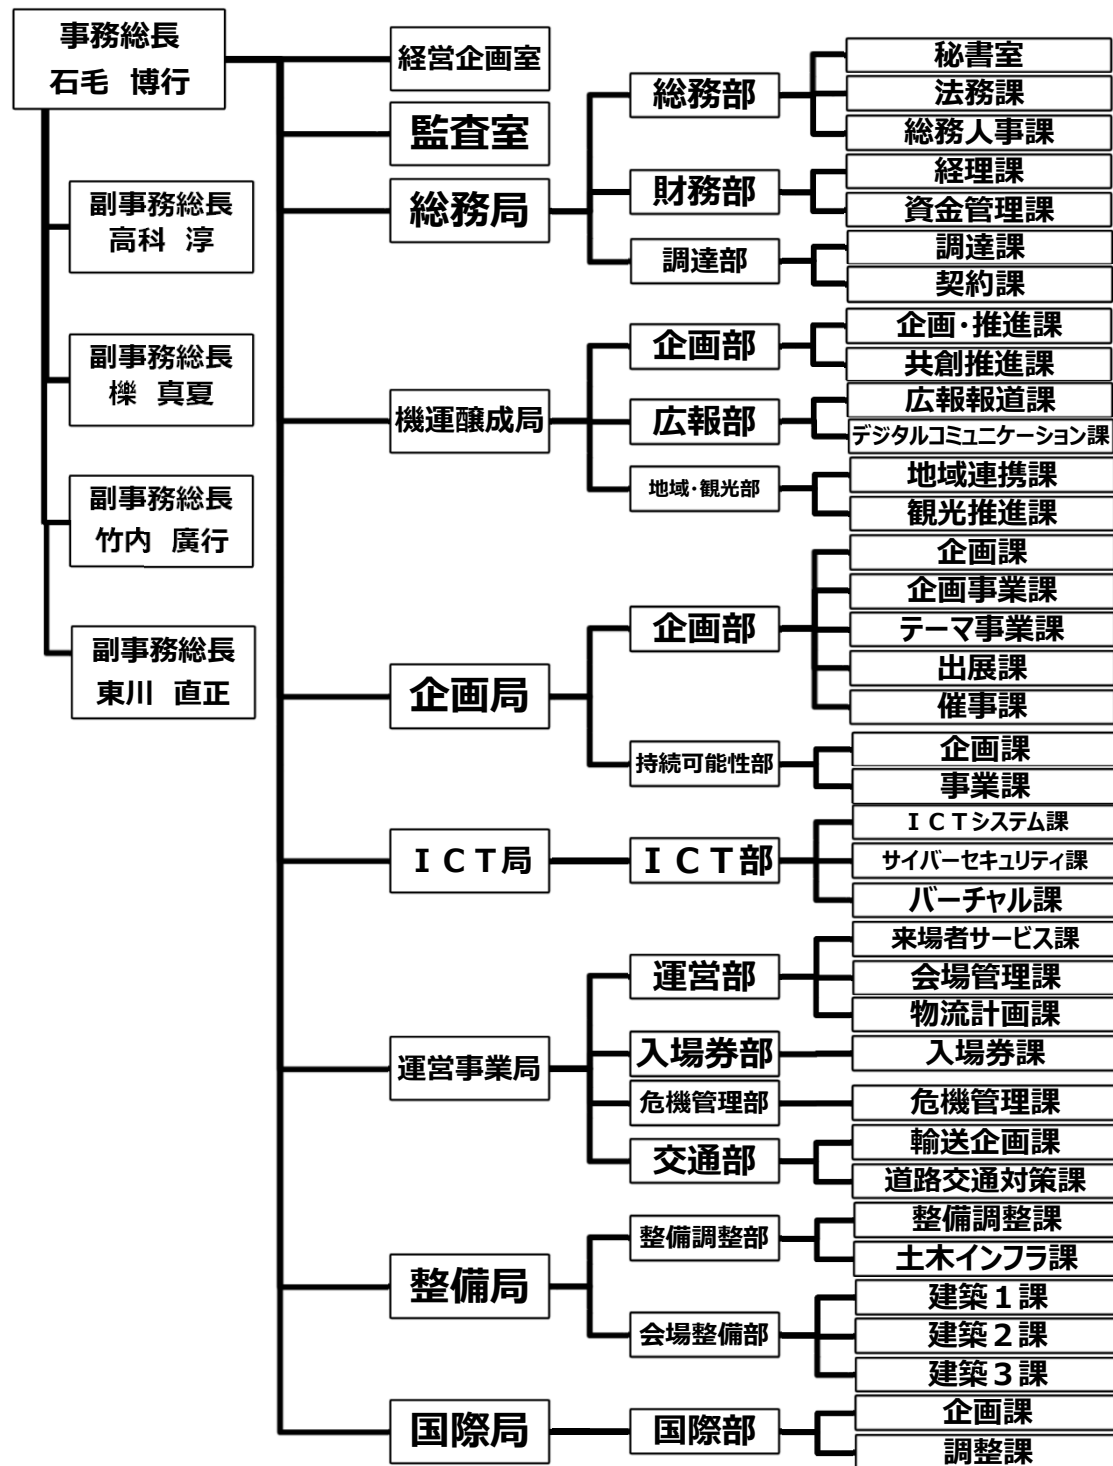 事務総長
石毛 博行
副事務総長
高科 淳
副事務総長
櫟 真夏
副事務総長
竹内 廣行
副事務総長
東川 直正
経営企画室
監査室
総務局
総務部
秘書室
法務課
総務人事課
財務部
経理課
資金管理課
調達部
調達課
契約課
機運醸成局
企画部
企画・推進課
共創推進課
広報部
広報報道課
デジタルコミュニケーション課
地域・観光部
地域連携課
観光推進課
企画局
企画部
企画課
企画事業課
テーマ事業課
出展課
催事課
持続可能性部
企画課
事業課
ＩＣＴ局
ＩＣＴ部
ＩＣＴシステム課
サイバーセキュリティ課
バーチャル課
運営事業局
運営部
来場者サービス課
会場管理課
物流計画課
入場券部
入場券課
危機管理部
危機管理課
交通部
輸送企画課
道路交通対策課
整備局
整備調整部
整備調整課
土木インフラ課
会場整備部
建築１課
建築２課
建築３課
国際局
国際部
企画課
調整課